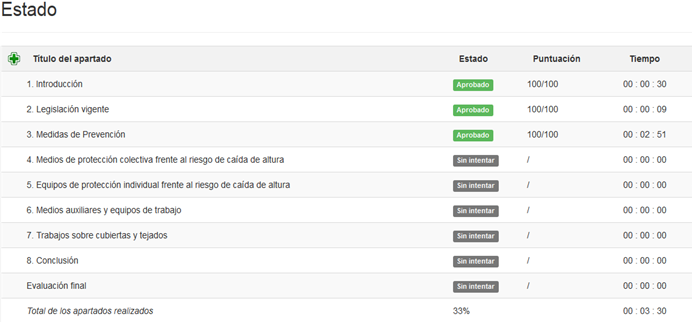 Estado
Título del apartado Estado Puntuación Tiempo
1. Introducción Aprobado 100/100 00 : 00 : 30
2. Legislación vigente Aprobado 100/100 00 : 00 : 09
3. Medidas de Prevención Aprobado 100/100 00 : 02 : 51
4. Medios de protección colectiva frente al riesgo de caída de altura Sin intentar / 00 : 00 : 00
5. Equipos de protección individual frente al riesgo de caída de altura Sin intentar / 00 : 00 : 00
6. Medios auxiliares y equipos de trabajo Sin intentar / 00 : 00 : 00
7. Trabajos sobre cubiertas y tejados Sin intentar / 00 : 00 : 00
8. Conclusión Sin intentar / 00 : 00 : 00
Evaluación final Sin intentar / 00 : 00 : 00
Total de los apartados realizados 33% 00 : 03 : 30